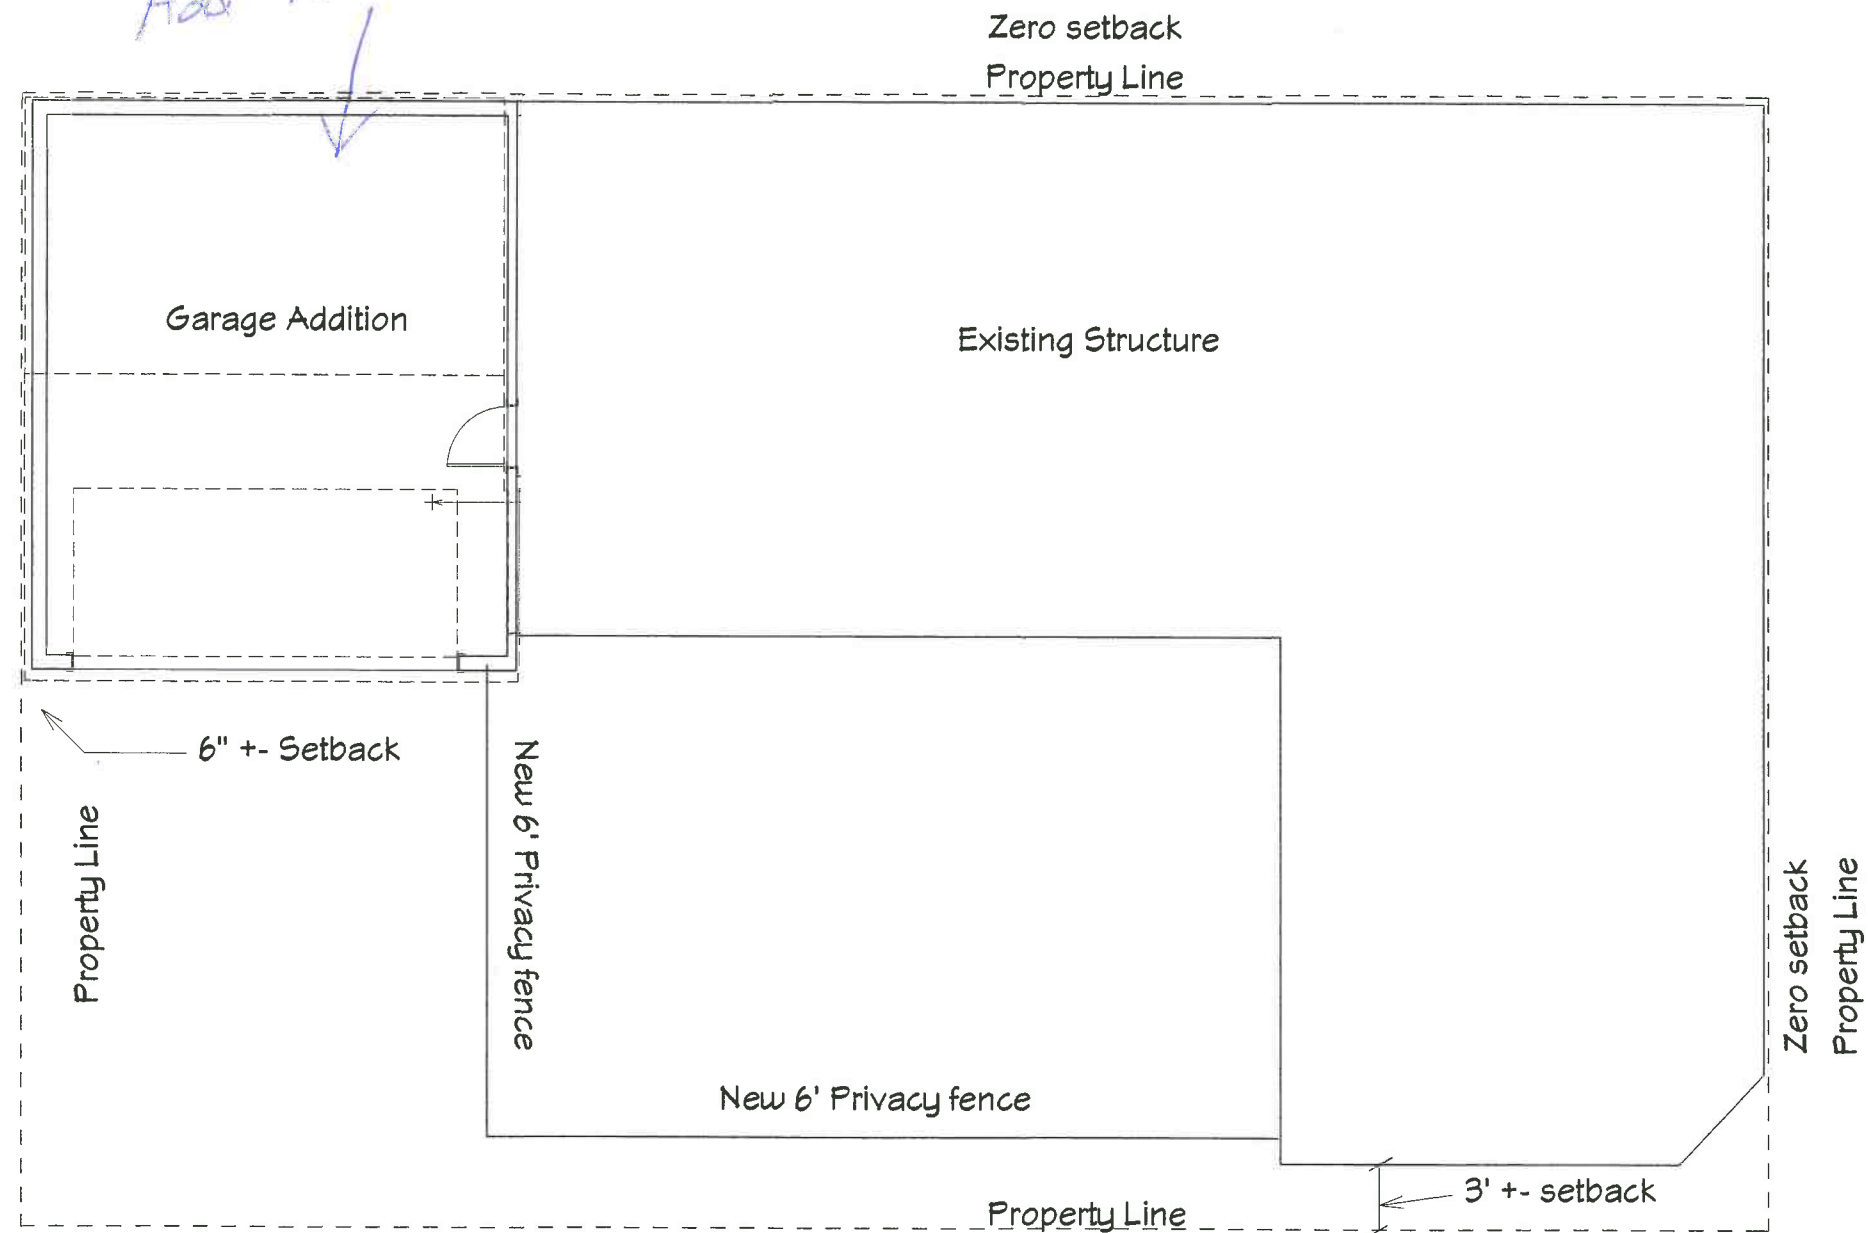 Zero setback
Property Line
Garage Addition
Existing Structure
6" +- Setback
New 6' Privacy fence
Property Line
Zero setback
Property Line
New 6' Privacy fence
3' +- setback
Property Line